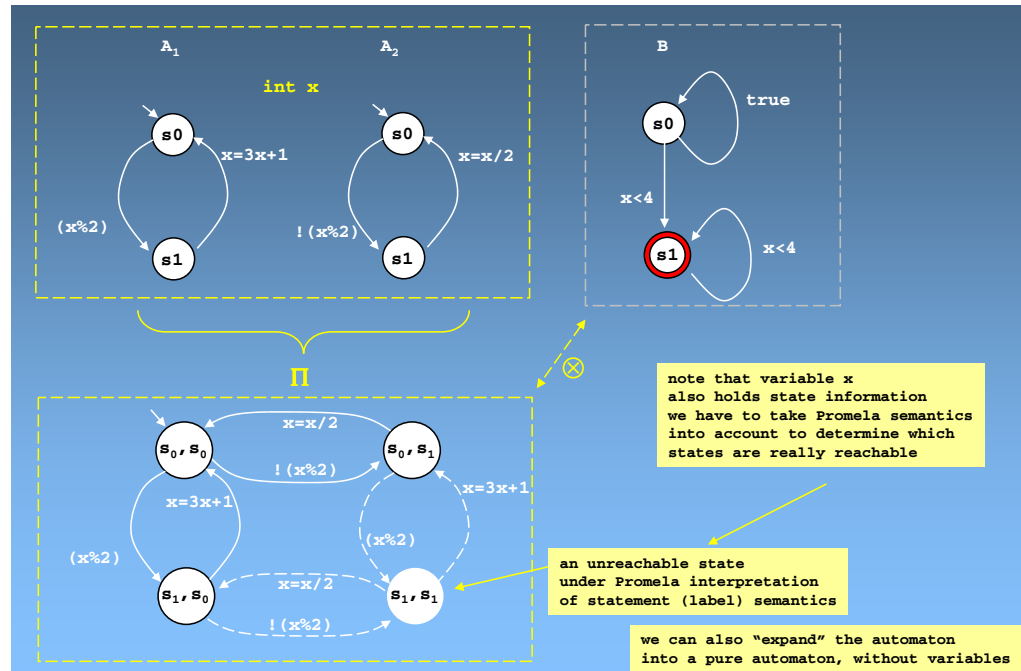 A₁ A₂
int x
s0
x=3x+1
(x%2)
s1
s0
x=x/2
!(x%2)
s1
B
s0
true
x<4
s1
x<4
Π
⊗
s₀,s₀
x=x/2
!(x%2)
s₀,s₁
x=3x+1
(x%2)
x=3x+1
(x%2)
s₁,s₀
x=x/2
!(x%2)
s₁,s₁
note that variable x
also holds state information
we have to take Promela semantics
into account to determine which
states are really reachable
an unreachable state
under Promela interpretation
of statement (label) semantics
we can also “expand” the automaton
into a pure automaton, without variables